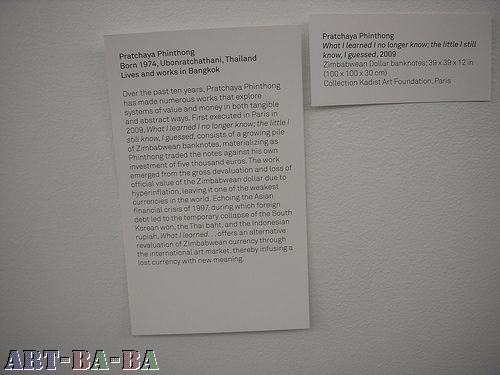 Pratchaya Phinthong
Born 1974, Ubonratchathani, Thailand
Lives and works in Bangkok
Over the past ten years, Pratchaya Phinthong
has made numerous works that explore
systems of value and money in both tangible
and abstract ways. First executed in Paris in
2009, What I learned I no longer know; the little I
still know, I guessed, consists of a growing pile
of Zimbabwean banknotes, materializing as
Phinthong traded the notes against his own
investment of five thousand euros. The work
emerged from the gross devaluation and loss of
official value of the Zimbabwean dollar due to
hyperinflation, leaving it one of the weakest
currencies in the world. Echoing the Asian
financial crisis of 1997, during which foreign
debt led to the temporary collapse of the South
Korean won, the Thai baht, and the Indonesian
rupiah, What I learned. . . offers an alternative
revaluation of Zimbabwean currency through
the international art market, thereby infusing a
lost currency with new meaning.
Pratchaya Phinthong
What I learned I no longer know; the little I still
know, I guessed, 2009
Zimbabwean Dollar banknotes; 39 x 39 x 12 in
(100 x 100 x 30 cm)
Collection Kadist Art Foundation, Paris
ART-BA-BA